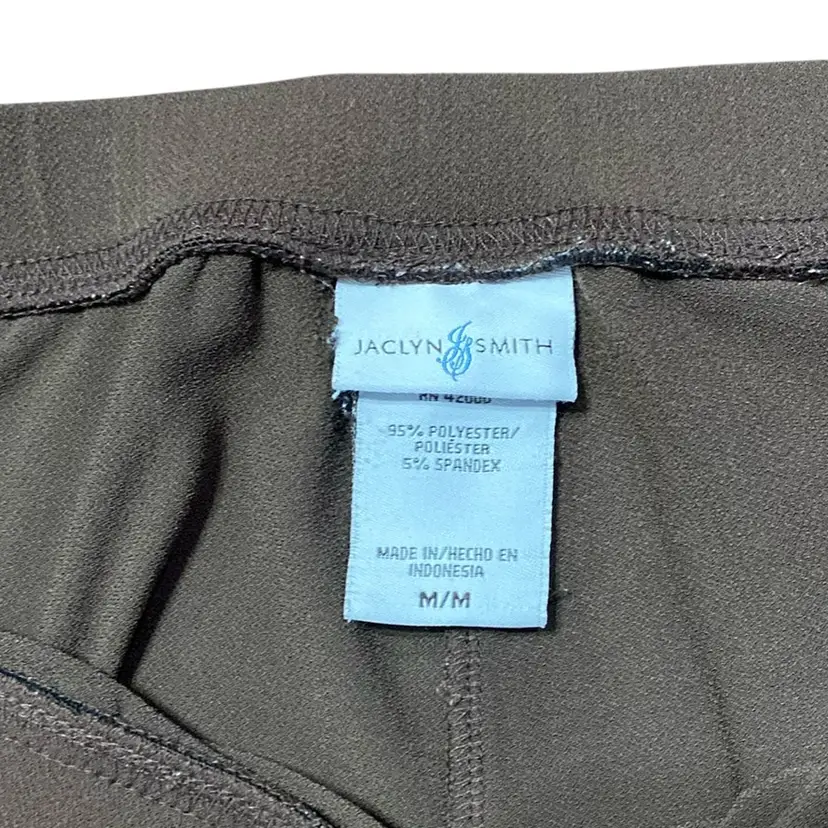 JACLYN SMITH
95% POLYESTER/
POLIÉSTER
5% SPANDEX
MADE IN/HECHO EN
INDONESIA
M/M